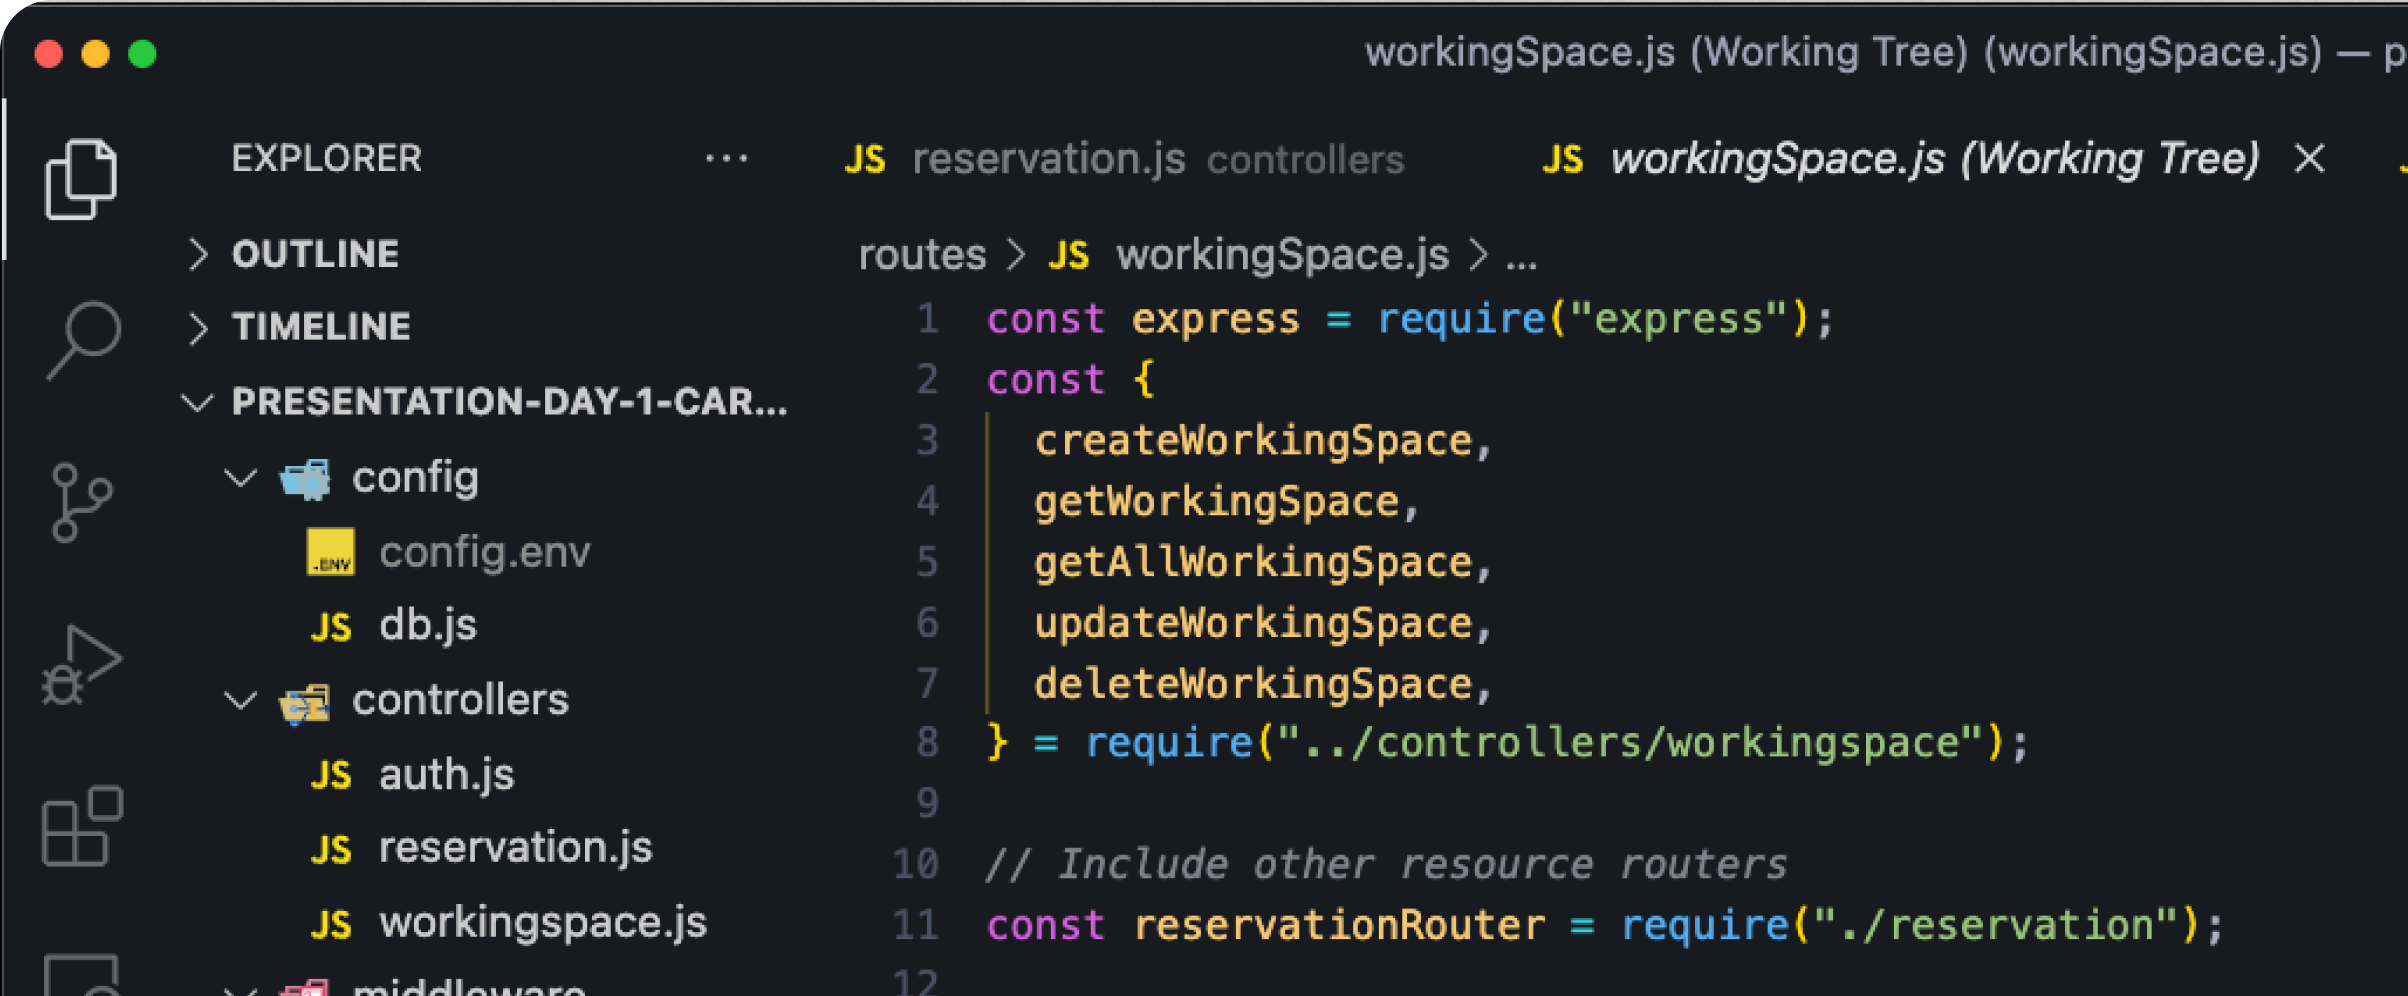 workingSpace.js (Working Tree) (workingSpace.js) — p
EXPLORER ...
JS reservation.js controllers JS workingSpace.js (Working Tree)
OUTLINE
TIMELINE
PRESENTATION-DAY-1-CAR...
config
.ENV config.env
JS db.js
controllers
JS auth.js
JS reservation.js
JS workingspace.js
middleware
routes > JS workingSpace.js > ...
1 const express = require("express");
2 const {
3 createWorkingSpace,
4 getWorkingSpace,
5 getAllWorkingSpace,
6 updateWorkingSpace,
7 deleteWorkingSpace,
8 } = require("../controllers/workingspace");
9
10 // Include other resource routers
11 const reservationRouter = require("./reservation");
12